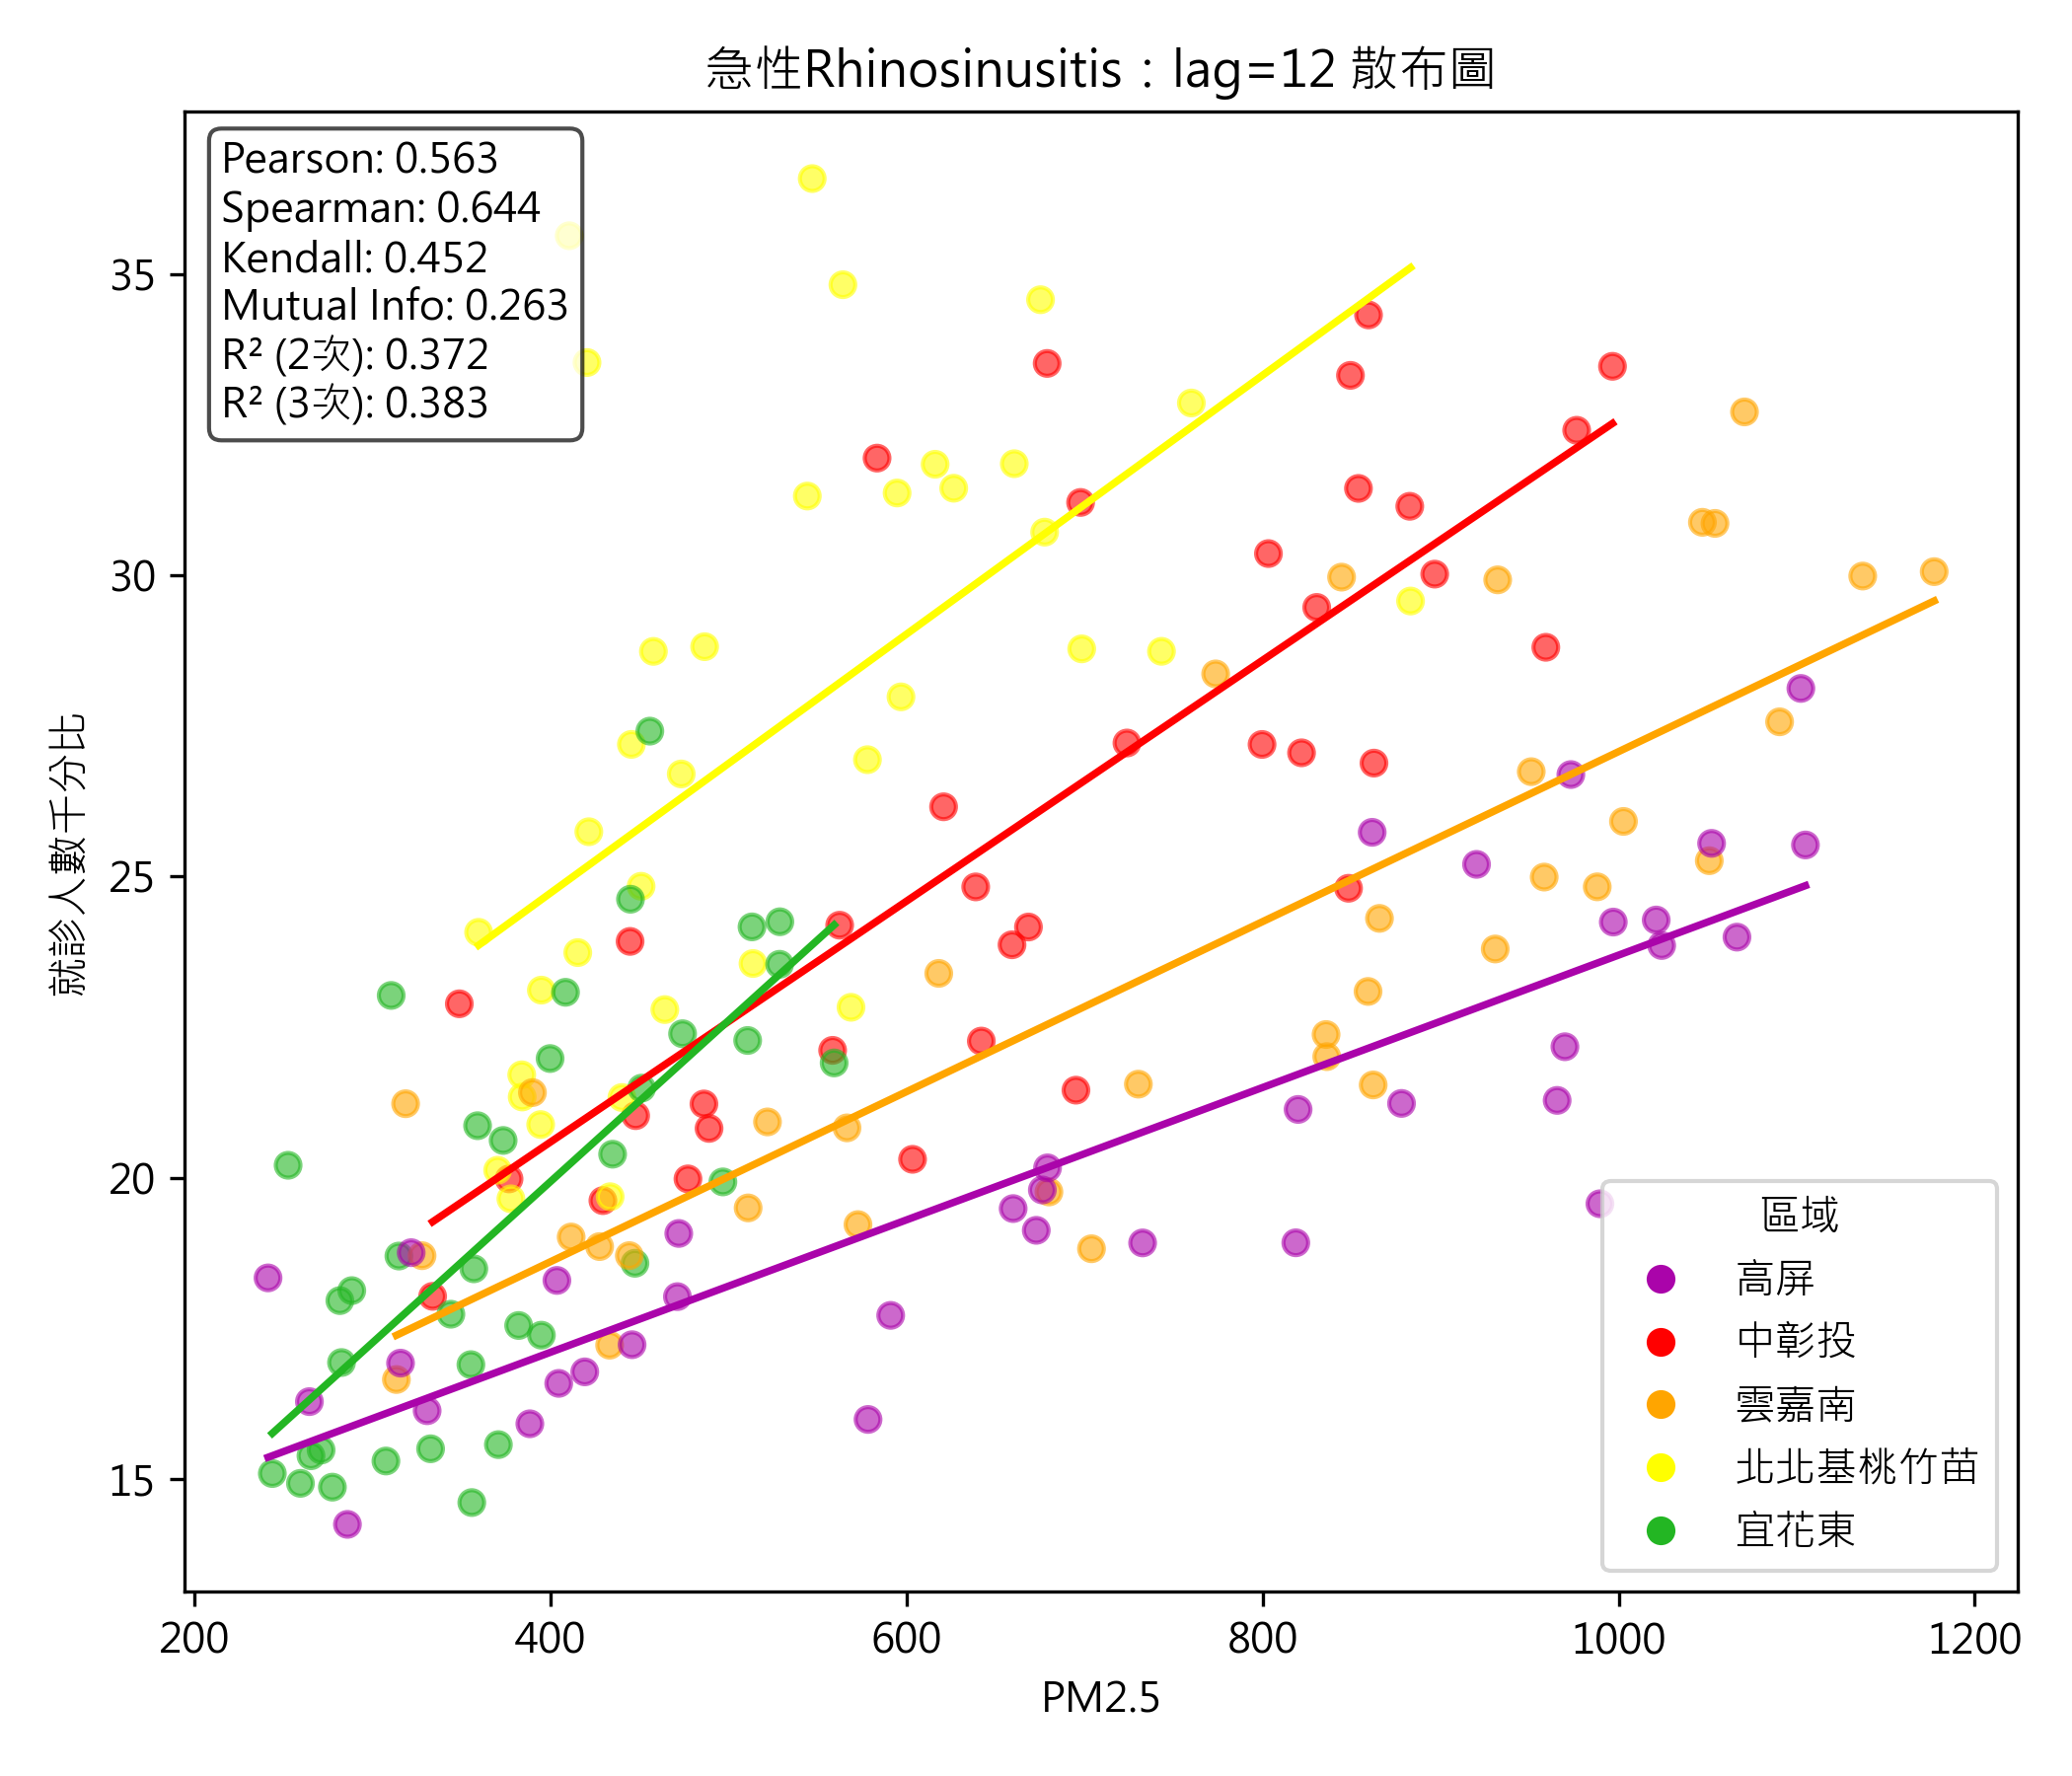 急性Rhinosinusitis：lag=12 散布圖
Pearson: 0.563
Spearman: 0.644
Kendall: 0.452
Mutual Info: 0.263
R² (2次): 0.372
R² (3次): 0.383
就診人數千分比
35
30
25
20
15
200 400 600 800 1000 1200
PM2.5
區域
高屏
中彰投
雲嘉南
北北基桃竹苗
宜花東